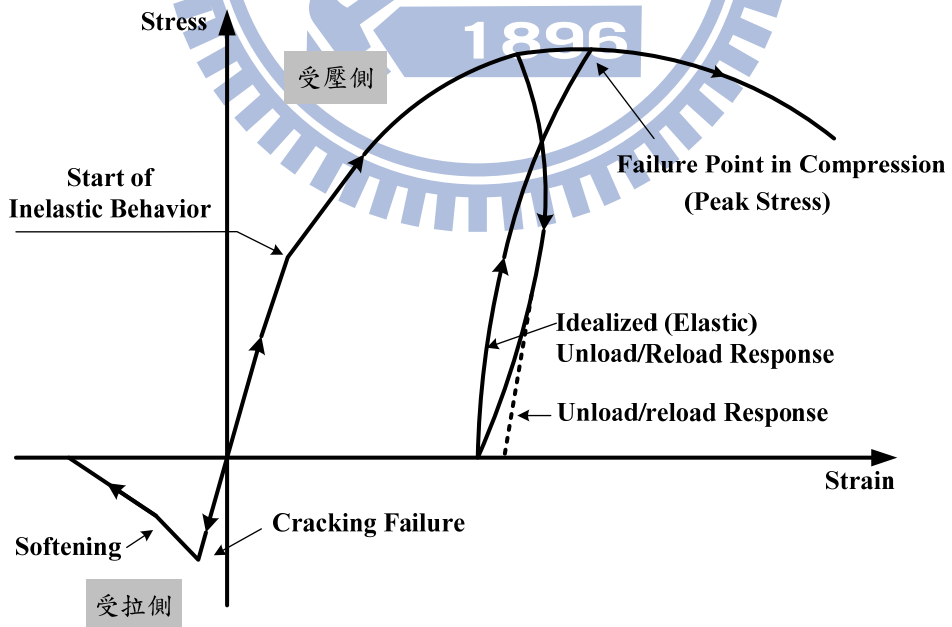 Stress
1896
受壓側
Start of
Inelastic Behavior
Failure Point in Compression
(Peak Stress)
Idealized (Elastic)
Unload/Reload Response
Unload/reload Response
Strain
Cracking Failure
Softening
受拉側